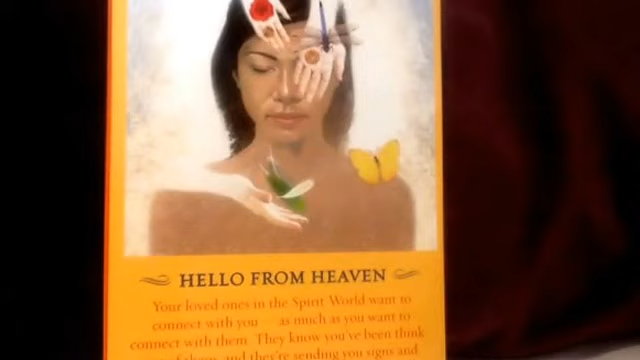 HELLO FROM HEAVEN
Your loved ones in the Spirit World want to
connect with you as much as you want to
connect with them. They know you've been think
and they're sending you signs and